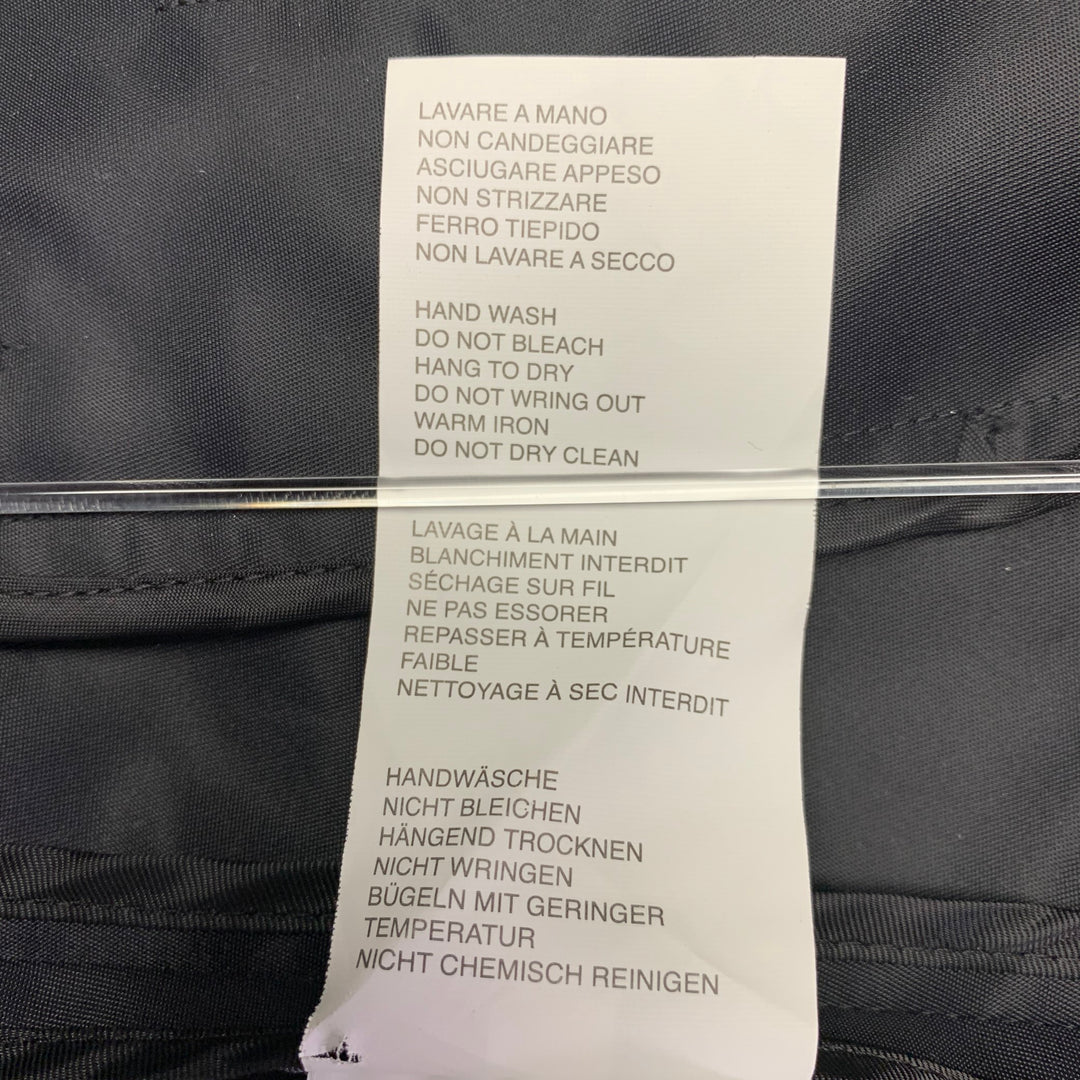 LAVARE A MANO
NON CANDEGGIARE
ASCIUGARE APPESO
NON STRIZZARE
FERRO TIEPIDO
NON LAVARE A SECCO
HAND WASH
DO NOT BLEACH
HANG TO DRY
DO NOT WRING OUT
WARM IRON
DO NOT DRY CLEAN
LAVAGE À LA MAIN
BLANCHIMENT INTERDIT
SÉCHAGE SUR FIL
NE PAS ESSORER
REPASSER À TEMPÉRATURE
FAIBLE
NETTOYAGE À SEC INTERDIT
HANDWÄSCHE
NICHT BLEICHEN
HÄNGEND TROCKNEN
NICHT WRINGEN
BÜGELN MIT GERINGER
TEMPERATUR
NICHT CHEMISCH REINIGEN